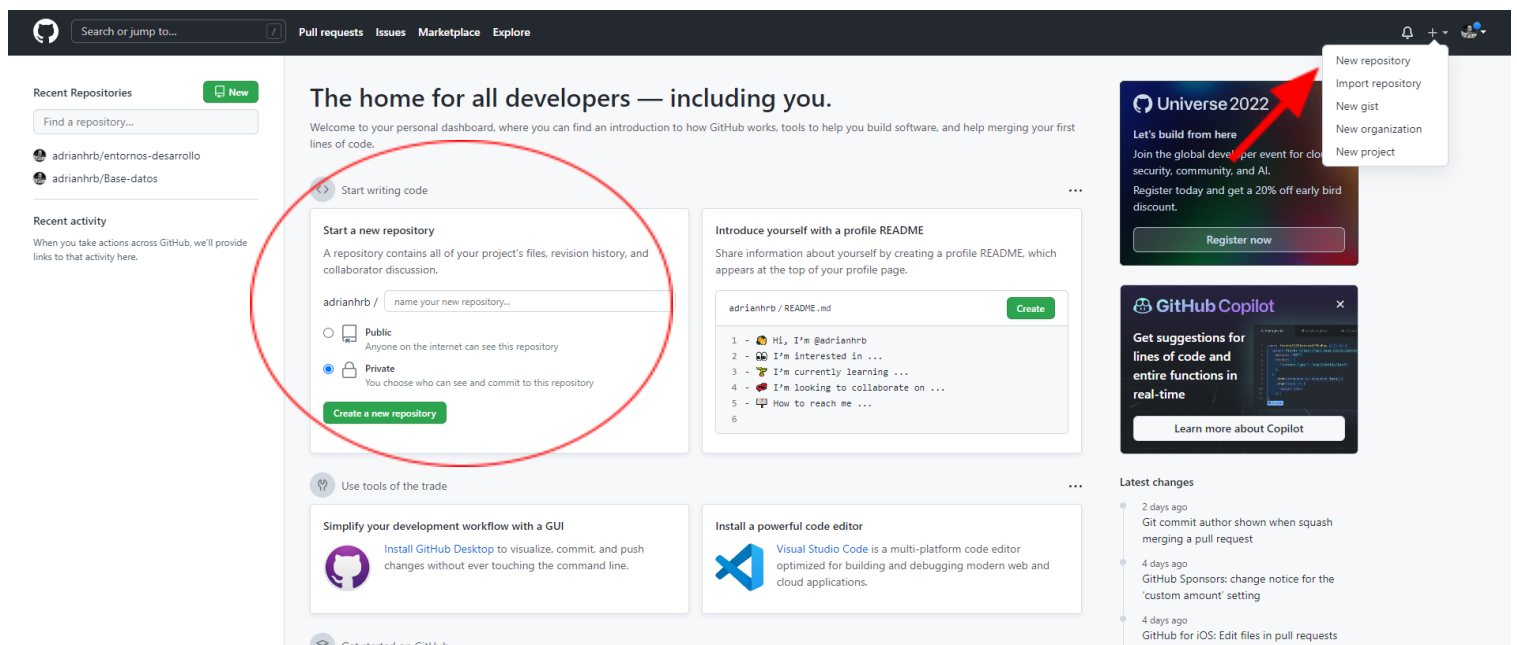 Search or jump to...
/
Pull requests
Issues
Marketplace
Explore
New repository
Import repository
New gist
New organization
New project
Recent Repositories
New
Find a repository...
adrianhrb/entornos-desarrollo
adrianhrb/Base-datos
Recent activity
When you take actions across GitHub, we'll provide
links to that activity here.
The home for all developers — including you.
Welcome to your personal dashboard, where you can find an introduction to how GitHub works, tools to help you build software, and help merging your first
lines of code.
Start writing code
Start a new repository
A repository contains all of your project's files, revision history, and
collaborator discussion.
adrianhrb /
name your new repository...
Public
Anyone on the internet can see this repository
Private
You choose who can see and commit to this repository
Create a new repository
Introduce yourself with a profile README
Share information about yourself by creating a profile README, which
appears at the top of your profile page.
adrianhrb / README.md
Create
1 - 👋 Hi, I'm @adrianhrb
2 - 👀 I'm interested in ...
3 - 🌱 I'm currently learning ...
4 - 💞️ I'm looking to collaborate on ...
5 - 📫 How to reach me ...
6
Use tools of the trade
Simplify your development workflow with a GUI
Install GitHub Desktop to visualize, commit, and push
changes without ever touching the command line.
Install a powerful code editor
Visual Studio Code is a multi-platform code editor
optimized for building and debugging modern web and
cloud applications.
Get started on GitHub
Universe 2022
Let's build from here
Join the global developer event for
security, community, and AI.
Register today and get a 20% off early bird
discount.
Register now
GitHub Copilot
Get suggestions for
lines of code and
entire functions in
real-time
Learn more about Copilot
Latest changes
2 days ago
Git commit author shown when squash
merging a pull request
4 days ago
GitHub Sponsors: change notice for the
'custom amount' setting
4 days ago
GitHub for iOS: Edit files in pull requests